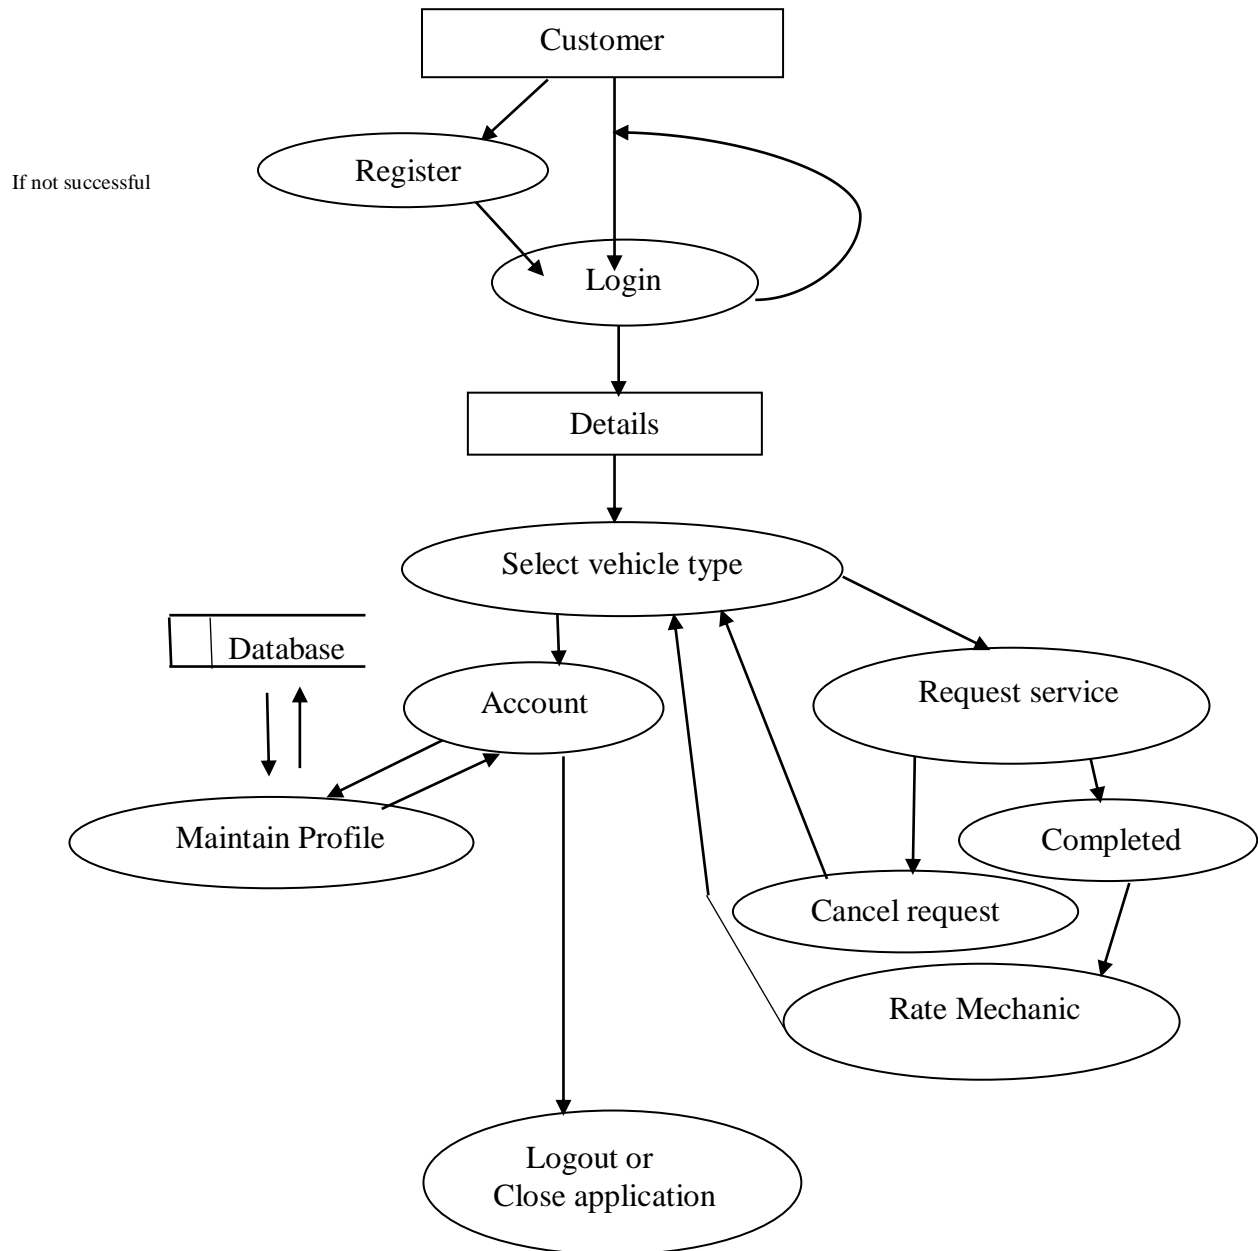 Customer
Register
If not successful
Login
Details
Select vehicle type
Database
Account
Request service
Maintain Profile
Completed
Cancel request
Rate Mechanic
Logout or
Close application